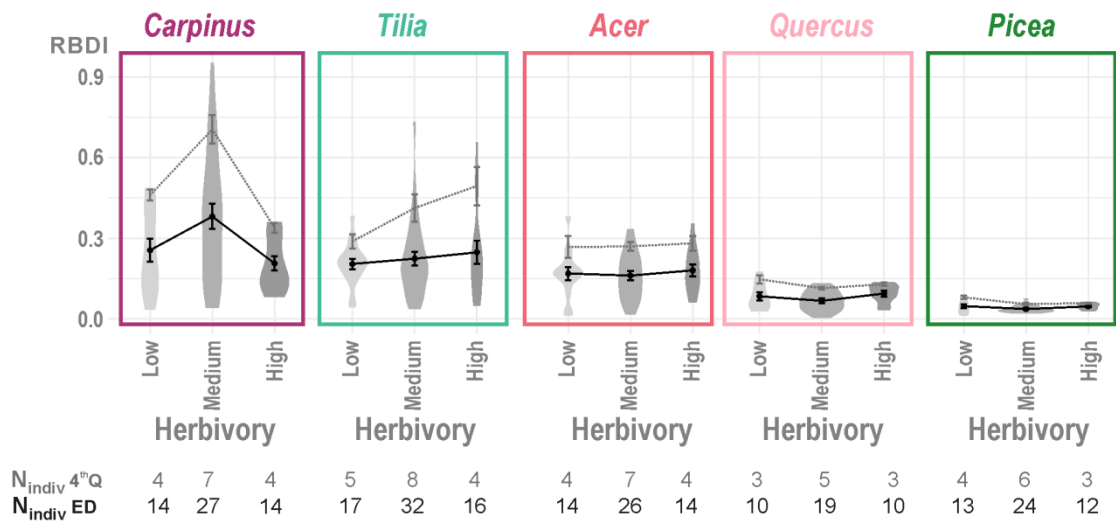 Carpinus Tilia Acer Quercus Picea
RBDI
0.9
0.6
0.3
0.0
Low Medium High Low Medium High Low Medium High Low Medium High Low Medium High
Herbivory Herbivory Herbivory Herbivory Herbivory
Nindiv 4thQ 4 7 4 5 8 4 4 7 4 3 5 3 4 6 3
Nindiv ED 14 27 14 17 32 16 14 26 14 10 19 10 13 24 12